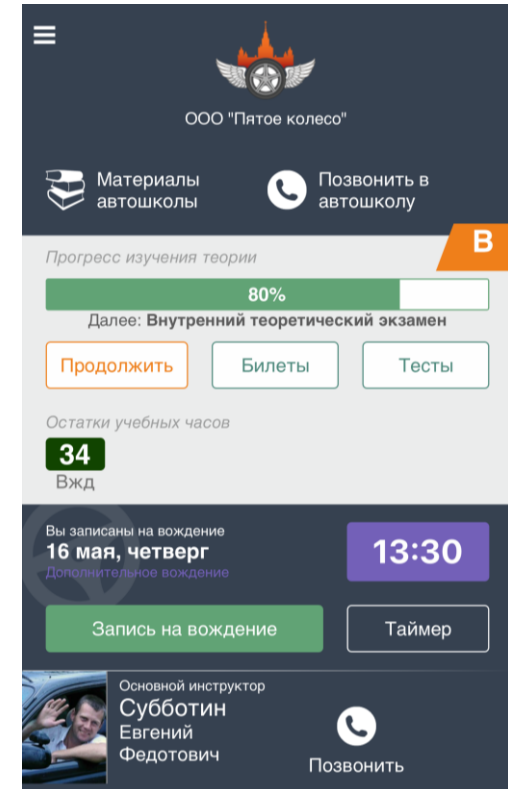 ООО "Пятое колесо"
Материалы
автошколы
Позвонить в
автошколу
B
Прогресс изучения теории
80%
Далее: Внутренний теоретический экзамен
Продолжить
Билеты
Тесты
Остатки учебных часов
34
Вжд
Вы записаны на вождение
16 мая, четверг
13:30
Дополнительное вождение
Запись на вождение
Таймер
Основной инструктор
Субботин
Евгений
Федотович
Позвонить